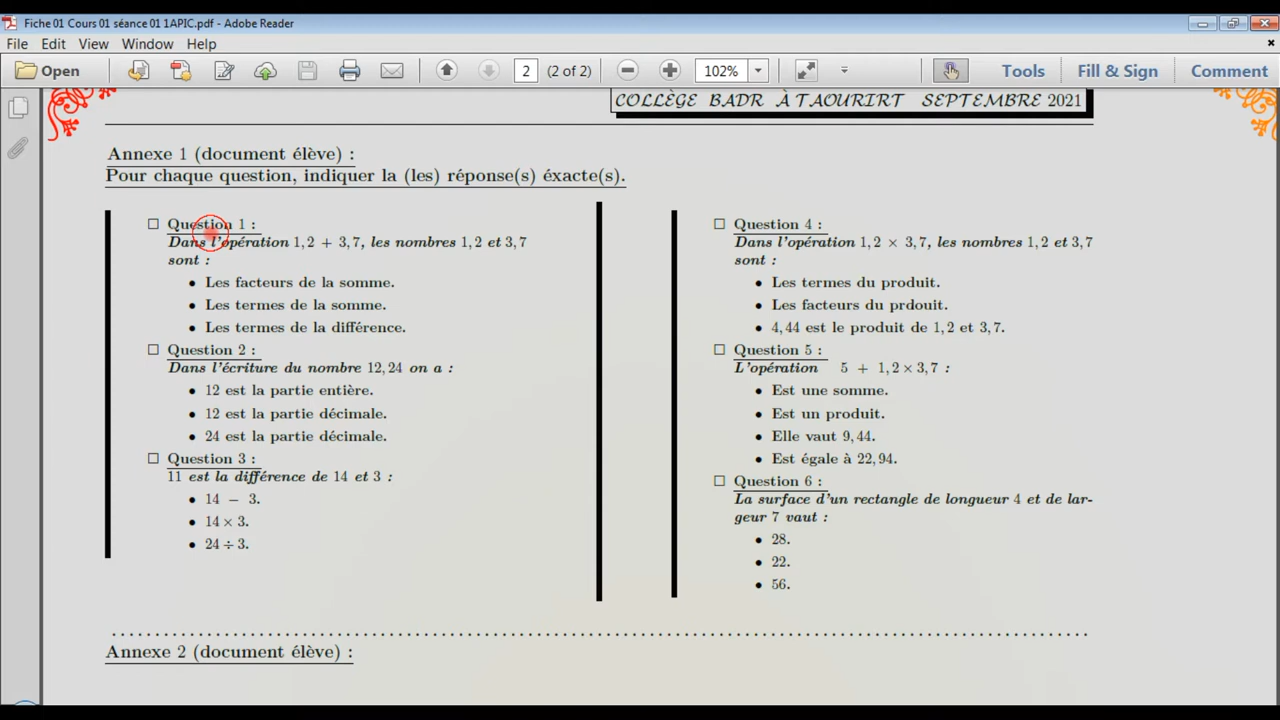 Fiche 01 Cours 01 séance 01 1APIC.pdf - Adobe Reader
File Edit View Window Help
Open 2 (2 of 2) 102% Tools Fill & Sign Comment
COLLÈGE BADR À TAOURIRT SEPTEMBRE 2021
Annexe 1 (document élève) :
Pour chaque question, indiquer la (les) réponse(s) éxacte(s).
□ Question 1 :
Dans l'opération 1,2 + 3,7, les nombres 1,2 et 3,7
sont :
• Les facteurs de la somme.
• Les termes de la somme.
• Les termes de la différence.
□ Question 2 :
Dans l'écriture du nombre 12,24 on a :
• 12 est la partie entière.
• 12 est la partie décimale.
• 24 est la partie décimale.
□ Question 3 :
11 est la différence de 14 et 3 :
• 14 − 3.
• 14 × 3.
• 24 ÷ 3.
□ Question 4 :
Dans l'opération 1,2 × 3,7, les nombres 1,2 et 3,7
sont :
• Les termes du produit.
• Les facteurs du prdouit.
• 4,44 est le produit de 1,2 et 3,7.
□ Question 5 :
L'opération 5 + 1,2 × 3,7 :
• Est une somme.
• Est un produit.
• Elle vaut 9,44.
• Est égale à 22,94.
□ Question 6 :
La surface d'un rectangle de longueur 4 et de lar-
geur 7 vaut :
• 28.
• 22.
• 56.
Annexe 2 (document élève) :